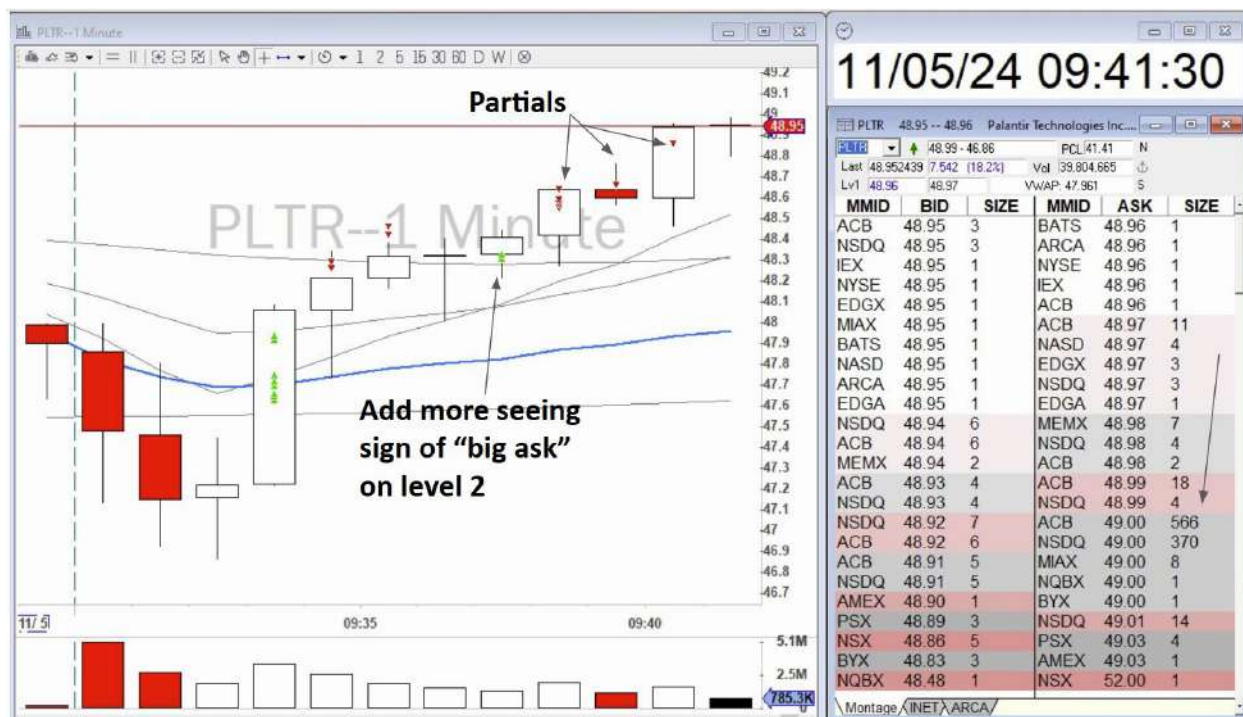 PLTR--1 Minute
1 2 5 15 30 60 D W
PLTR--1 Minute
Partials
Add more seeing
sign of “big ask”
on level 2
49.2
49.1
49
48.95
48.8
48.7
48.6
48.5
48.4
48.3
48.2
48.1
48
47.9
47.8
47.7
47.6
47.5
47.4
47.3
47.2
47.1
47
46.9
46.8
46.7
11/5
09:35
09:40
5.1M
2.5M
785.3K
0
11/05/24 09:41:30
PLTR 48.95 -- 48.96 Palantir Technologies Inc....
PLTR 48.99 - 46.86 PCL 41.41 N
Last 48.952439 7.542 (18.2%) Vol 39,804,665
Lv1 48.96 48.97 VWAP: 47.961 S
MMID BID SIZE MMID ASK SIZE
ACB 48.95 3 BATS 48.96 1
NSDQ 48.95 3 ARCA 48.96 1
IEX 48.95 1 NYSE 48.96 1
NYSE 48.95 1 IEX 48.96 1
EDGX 48.95 1 ACB 48.96 1
MIAX 48.95 1 ACB 48.97 11
BATS 48.95 1 NASD 48.97 4
NASD 48.95 1 EDGX 48.97 3
ARCA 48.95 1 NSDQ 48.97 3
EDGA 48.95 1 EDGA 48.97 1
NSDQ 48.94 6 MEMX 48.98 7
ACB 48.94 6 NSDQ 48.98 4
MEMX 48.94 2 ACB 48.98 2
ACB 48.93 4 ACB 48.99 18
NSDQ 48.93 4 NSDQ 48.99 4
NSDQ 48.92 7 ACB 49.00 566
ACB 48.92 6 NSDQ 49.00 370
ACB 48.91 5 MIAX 49.00 8
NSDQ 48.91 5 NQBX 49.00 1
AMEX 48.90 1 BYX 49.00 1
PSX 48.89 3 NSDQ 49.01 14
NSX 48.86 5 PSX 49.03 4
BYX 48.83 3 AMEX 49.03 1
NQBX 48.48 1 NSX 52.00 1
Montage INET ARCA